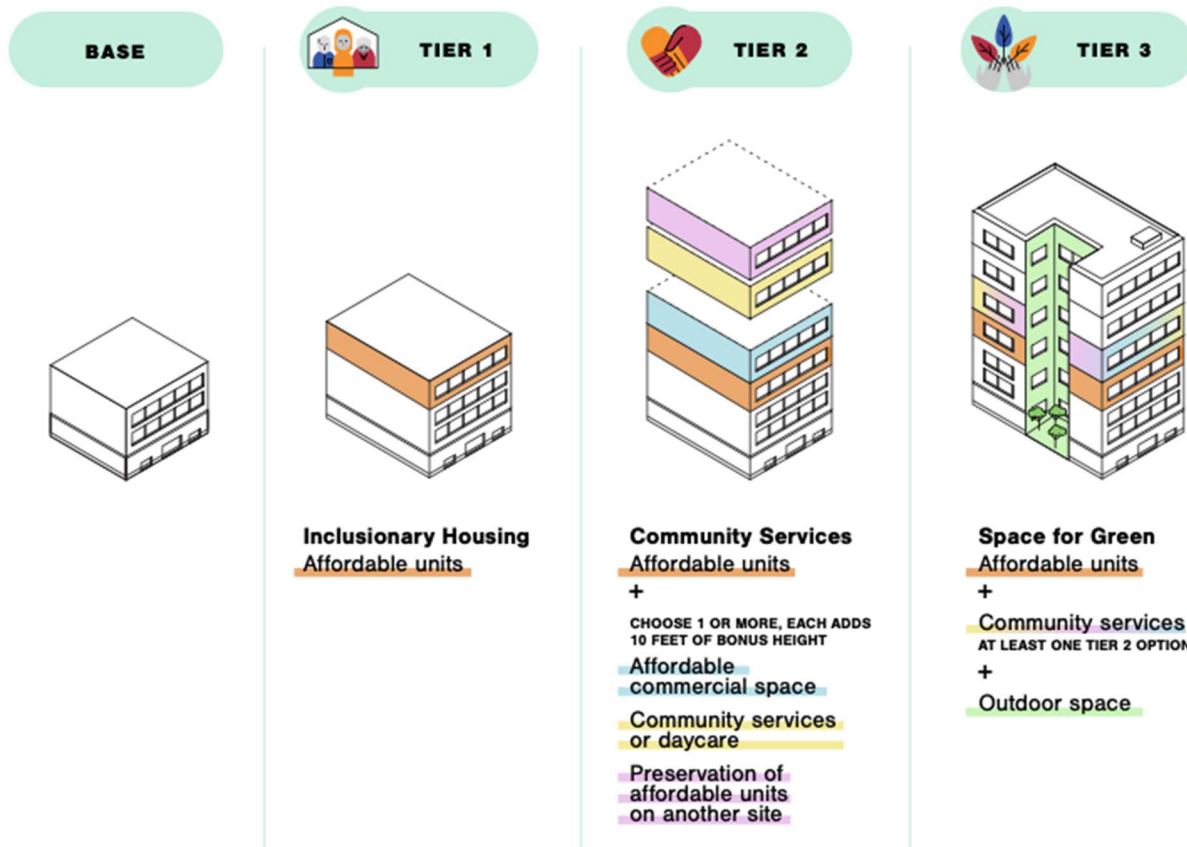 BASE
TIER 1
TIER 2
TIER 3
Inclusionary Housing
Affordable units
Community Services
Affordable units
+
CHOOSE 1 OR MORE, EACH ADDS
10 FEET OF BONUS HEIGHT
Affordable
commercial space
Community services
or daycare
Preservation of
affordable units
on another site
Space for Green
Affordable units
+
Community services
AT LEAST ONE TIER 2 OPTION
+
Outdoor space